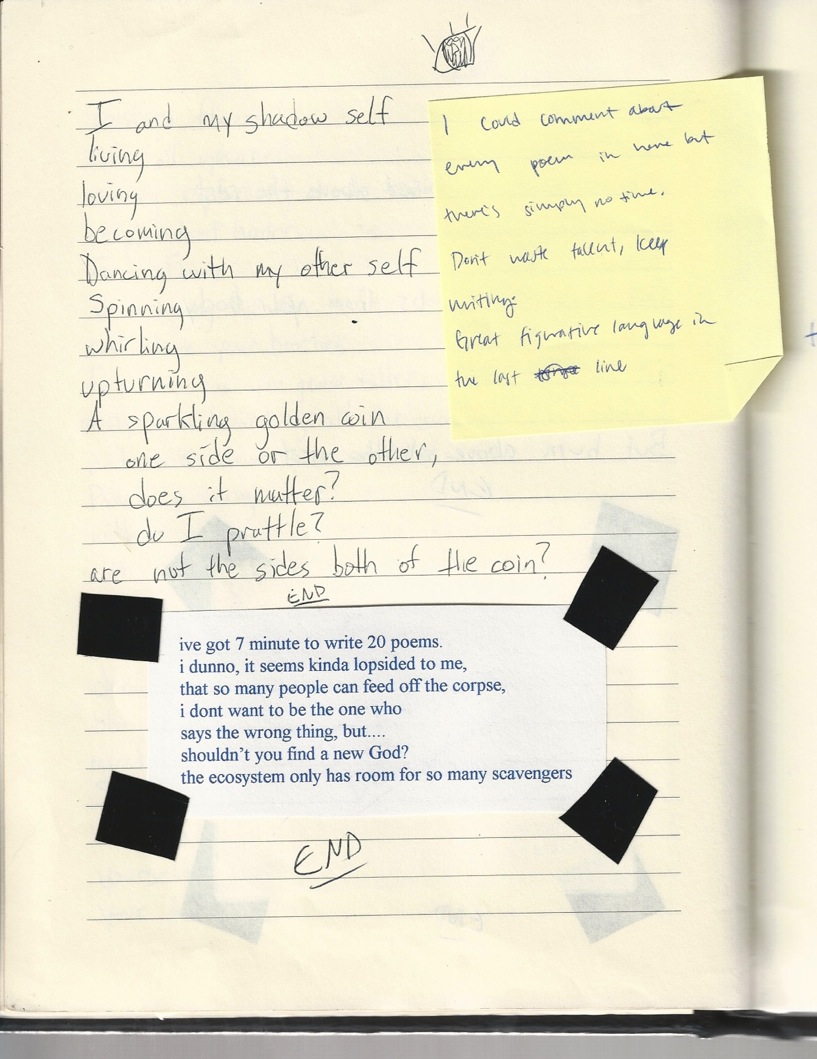 I and my shadow self
living
loving
becoming
Dancing with my other self
Spinning
whirling
upturning
A sparkling golden coin
one side or the other,
does it matter?
do I prattle?
are not the sides both of the coin?
END
I could comment about
every poem in here but
there's simply no time.
Don't waste talent, keep
writing.
Great figurative language in
the last line
ive got 7 minute to write 20 poems.
i dunno, it seems kinda lopsided to me,
that so many people can feed off the corpse,
i dont want to be the one who
says the wrong thing, but....
shouldn't you find a new God?
the ecosystem only has room for so many scavengers
END